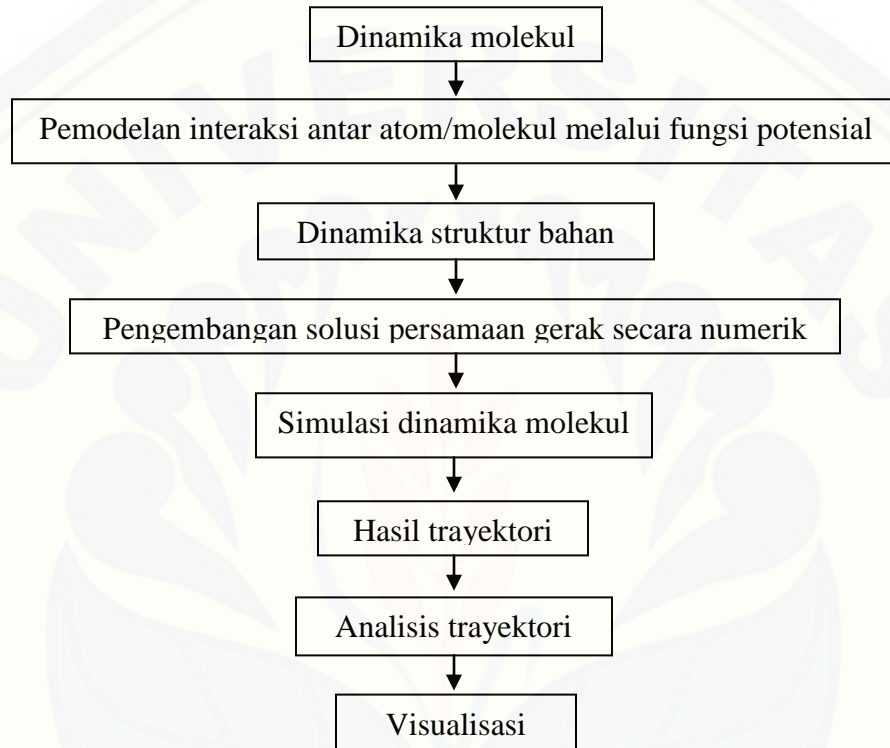 UNIVERSITAS
Dinamika molekul
Pemodelan interaksi antar atom/molekul melalui fungsi potensial
Dinamika struktur bahan
Pengembangan solusi persamaan gerak secara numerik
Simulasi dinamika molekul
Hasil trayektori
Analisis trayektori
Visualisasi